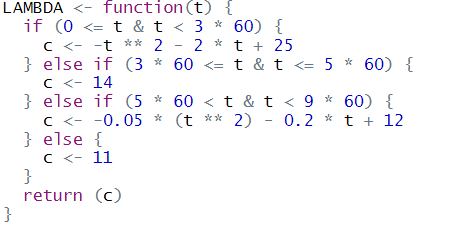 LAMBDA <- function(t) {
  if (0 <= t & t < 3 * 60) {
    c <- -t ** 2 - 2 * t + 25
  } else if (3 * 60 <= t & t <= 5 * 60) {
    c <- 14
  } else if (5 * 60 < t & t < 9 * 60) {
    c <- -0.05 * (t ** 2) - 0.2 * t + 12
  } else {
    c <- 11
  }
  return (c)
}